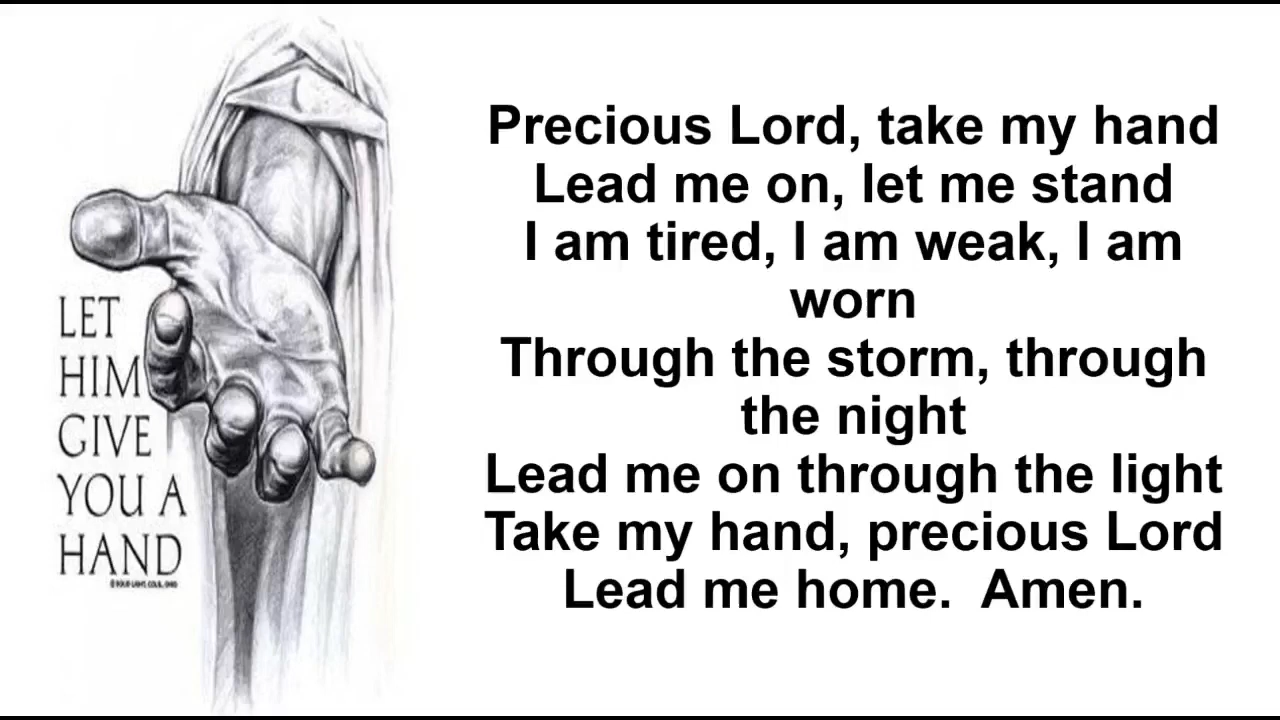 LET
HIM
GIVE
YOU A
HAND
Precious Lord, take my hand
Lead me on, let me stand
I am tired, I am weak, I am
worn
Through the storm, through
the night
Lead me on through the light
Take my hand, precious Lord
Lead me home.  Amen.